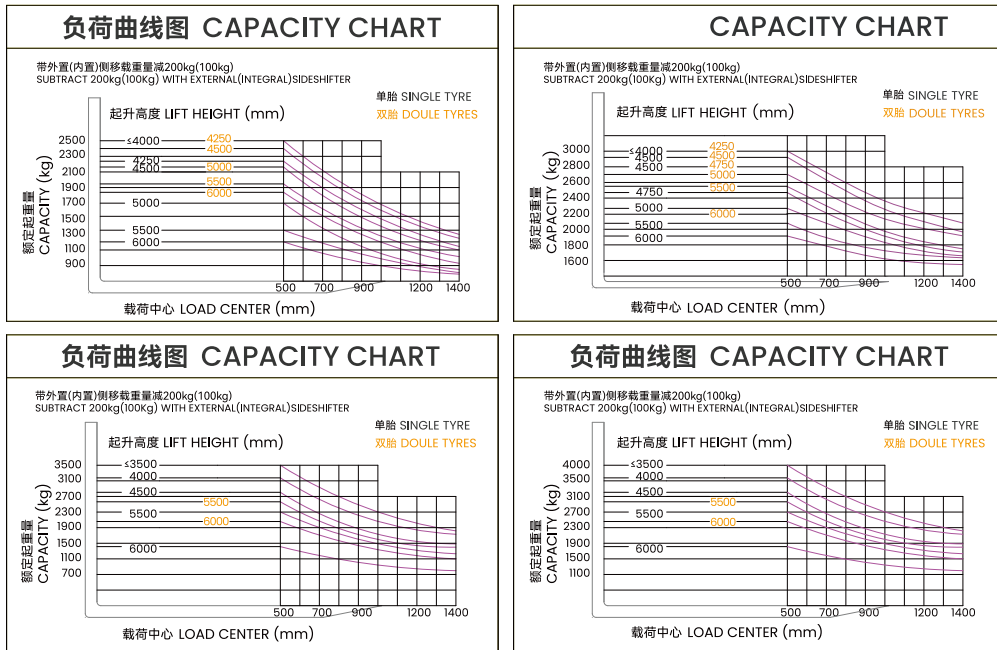 负荷曲线图 CAPACITY CHART
带外置(内置)侧移载重量减200kg(100kg)
SUBTRACT 200kg(100Kg) WITH EXTERNAL(INTEGRAL)SIDESHIFTER
单胎 SINGLE TYRE
起升高度 LIFT HEIGHT (mm)
双胎 DOULE TYRES
额定起重量
CAPACITY (kg)
2500
2300
2100
1900
1700
1500
1300
1100
900
≤4000
4250
4500
5000
5500
6000
4250
4500
5000
5500
6000
500 700 900 1200 1400
载荷中心 LOAD CENTER (mm)
CAPACITY CHART
带外置(内置)侧移载重量减200kg(100kg)
SUBTRACT 200kg(100Kg) WITH EXTERNAL(INTEGRAL)SIDESHIFTER
单胎 SINGLE TYRE
起升高度 LIFT HEIGHT (mm)
双胎 DOULE TYRES
额定起重量
CAPACITY (kg)
3000
2800
2600
2400
2200
2000
1800
1600
≤4000
4500
4500
4750
5000
5500
6000
4250
4500
4750
5000
5500
6000
500 700 900 1200 1400
载荷中心 LOAD CENTER (mm)
负荷曲线图 CAPACITY CHART
带外置(内置)侧移载重量减200kg(100kg)
SUBTRACT 200kg(100Kg) WITH EXTERNAL(INTEGRAL)SIDESHIFTER
单胎 SINGLE TYRE
起升高度 LIFT HEIGHT (mm)
双胎 DOULE TYRES
额定起重量
CAPACITY (kg)
3500
3100
2700
2300
1900
1500
1100
700
≤3500
4000
4500
5500
6000
5500
6000
500 700 900 1200 1400
载荷中心 LOAD CENTER (mm)
负荷曲线图 CAPACITY CHART
带外置(内置)侧移载重量减200kg(100kg)
SUBTRACT 200kg(100Kg) WITH EXTERNAL(INTEGRAL)SIDESHIFTER
单胎 SINGLE TYRE
起升高度 LIFT HEIGHT (mm)
双胎 DOULE TYRES
额定起重量
CAPACITY (kg)
4000
3500
3100
2700
2300
1900
1500
1100
≤3500
4000
4500
5500
6000
5500
6000
500 700 900 1200 1400
载荷中心 LOAD CENTER (mm)